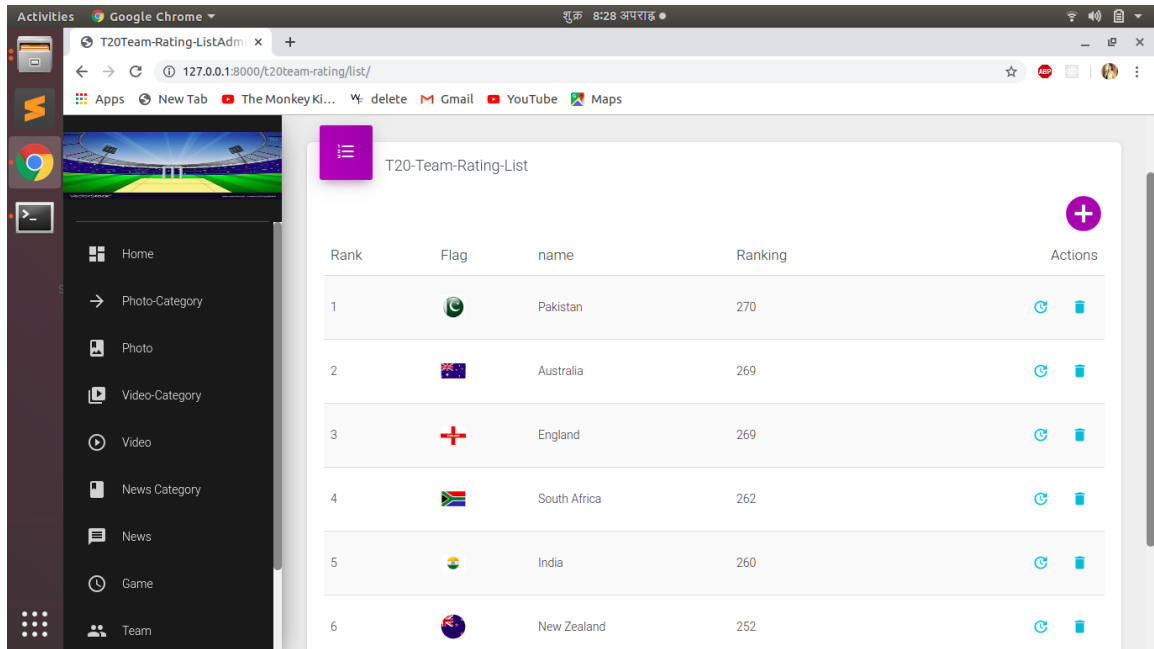 Activities Google Chrome शुक्र 8:28 अपराह्न
T20Team-Rating-ListAdmi
127.0.0.1:8000/t20team-rating/list/
ABP
Apps New Tab The Monkey Ki... delete Gmail YouTube Maps
T20-Team-Rating-List
Home
Photo-Category
Photo
Video-Category
Video
News Category
News
Game
Team
Rank Flag name Ranking Actions
1 Pakistan 270
2 Australia 269
3 England 269
4 South Africa 262
5 India 260
6 New Zealand 252